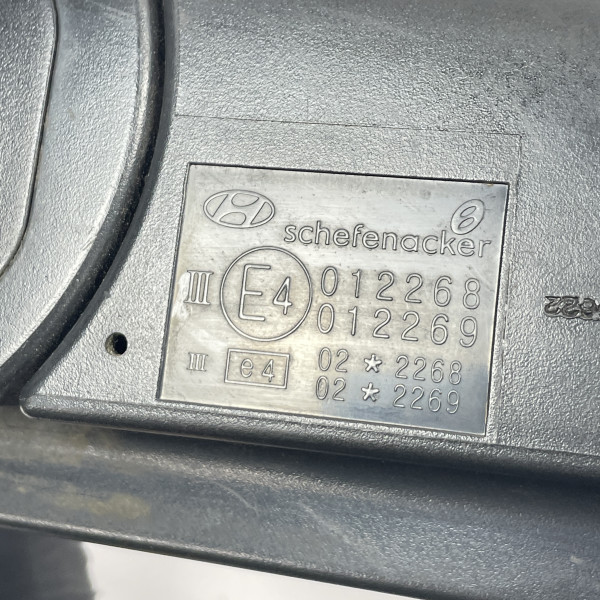 schefenacker
III E4 012268
012269
III e4 02 * 2268
02 * 2269